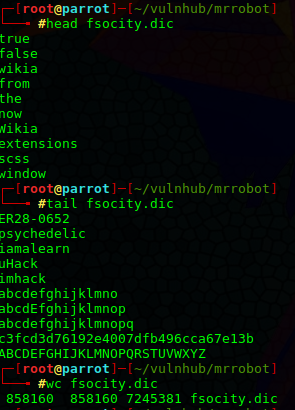 ┌─[root@parrot]─[~/vulnhub/mrrobot]
└──╼ #head fsocity.dic
true
false
wikia
from
the
now
Wikia
extensions
scss
window
┌─[root@parrot]─[~/vulnhub/mrrobot]
└──╼ #tail fsocity.dic
ER28-0652
psychedelic
iamalearn
uHack
imhack
abcdefghijklmno
abcdEfghijklmnop
abcdefghijklmnopq
c3fcd3d76192e4007dfb496cca67e13b
ABCDEFGHIJKLMNOPQRSTUVWXYZ
┌─[root@parrot]─[~/vulnhub/mrrobot]
└──╼ #wc fsocity.dic
858160  858160 7245381 fsocity.dic